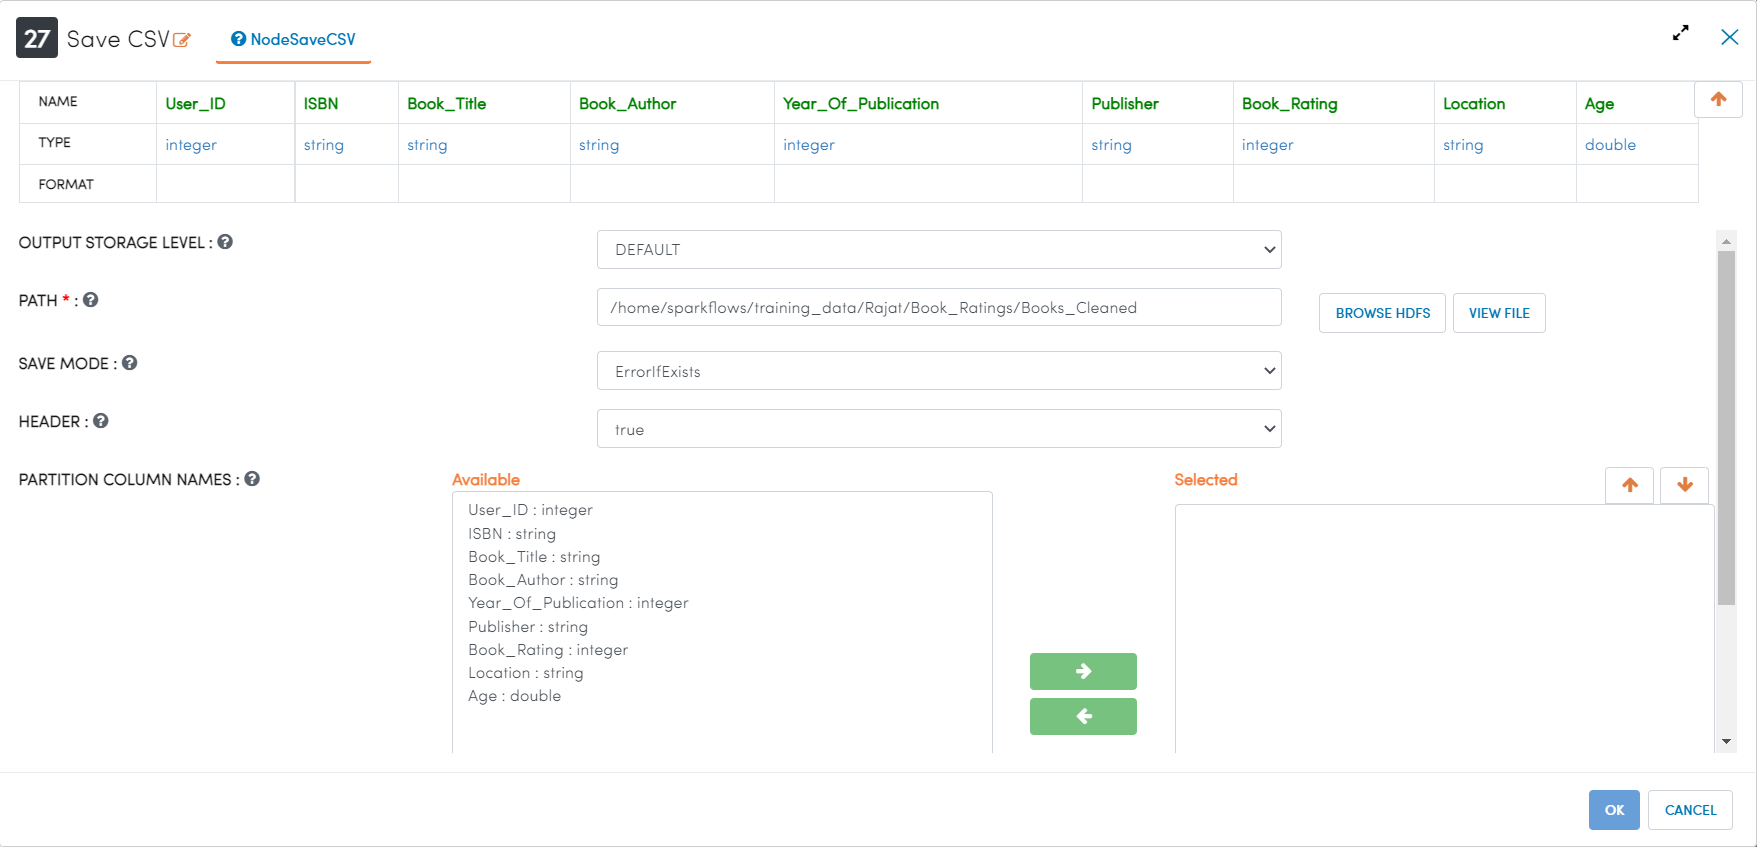 27 Save CSV NodeSaveCSV
NAME User_ID ISBN Book_Title Book_Author Year_Of_Publication Publisher Book_Rating Location Age
TYPE integer string string string integer string integer string double
FORMAT
OUTPUT STORAGE LEVEL : DEFAULT
PATH * : /home/sparkflows/training_data/Rajat/Book_Ratings/Books_Cleaned BROWSE HDFS VIEW FILE
SAVE MODE : ErrorIfExists
HEADER : true
PARTITION COLUMN NAMES : Available Selected
User_ID : integer
ISBN : string
Book_Title : string
Book_Author : string
Year_Of_Publication : integer
Publisher : string
Book_Rating : integer
Location : string
Age : double
OK CANCEL